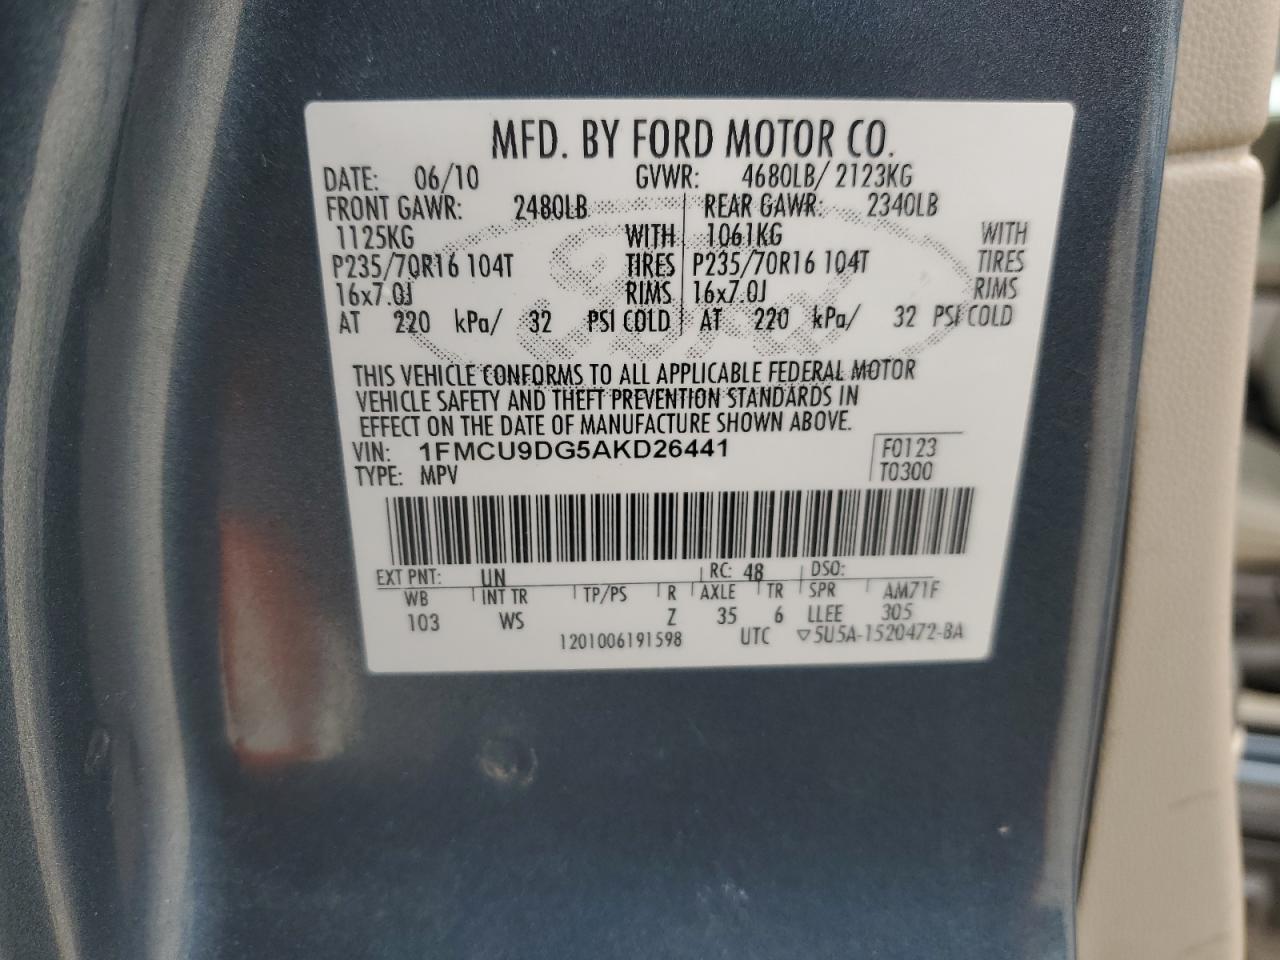 MFD. BY FORD MOTOR CO.
DATE: 06/10 GVWR: 4680LB/ 2123KG
FRONT GAWR: 2480LB REAR GAWR: 2340LB
1125KG WITH 1061KG WITH
P235/70R16 104T TIRES P235/70R16 104T TIRES
16x7.0J RIMS 16x7.0J RIMS
AT 220 kPa/ 32 PSI COLD AT 220 kPa/ 32 PSI COLD
Ford
THIS VEHICLE CONFORMS TO ALL APPLICABLE FEDERAL MOTOR
VEHICLE SAFETY AND THEFT PREVENTION STANDARDS IN
EFFECT ON THE DATE OF MANUFACTURE SHOWN ABOVE.
VIN: 1FMCU9DG5AKD26441 F0123
TYPE: MPV T0300
EXT PNT: UN RC: 48 DSO:
WB INT TR TP/PS R AXLE TR SPR AM71F
103 WS Z 35 6 LLEE 305
1201006191598 UTC ▽5U5A-1520472-BA